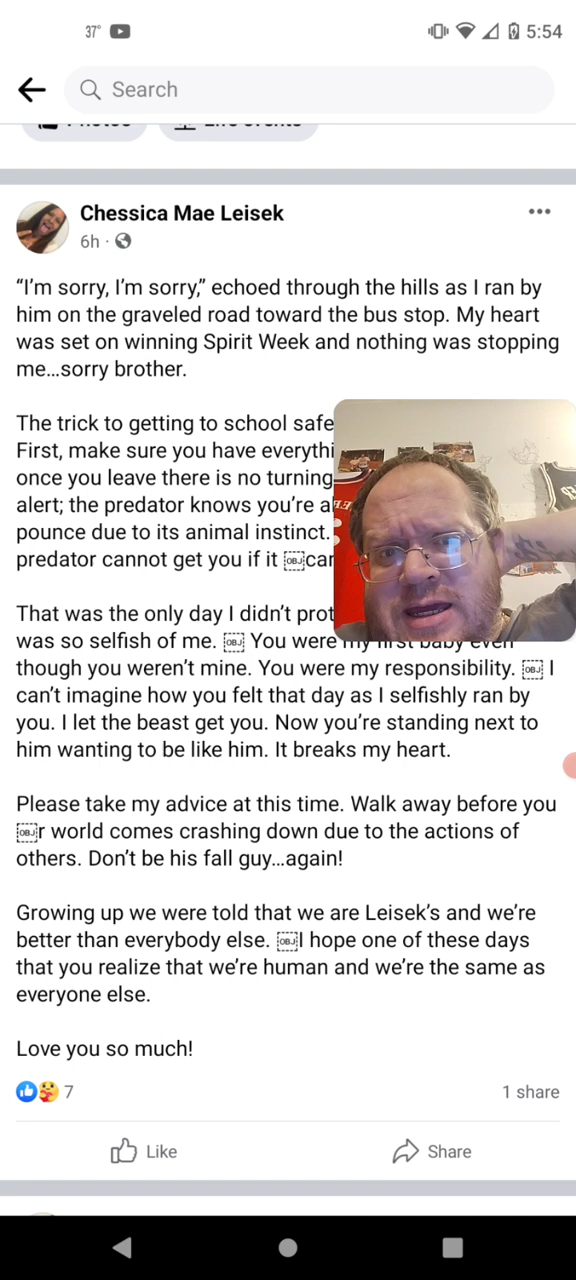 37°
5:54
Search
Chessica Mae Leisek
6h ·
“I’m sorry, I’m sorry,” echoed through the hills as I ran by
him on the graveled road toward the bus stop. My heart
was set on winning Spirit Week and nothing was stopping
me...sorry brother.
The trick to getting to school safe
First, make sure you have everythi
once you leave there is no turning
alert; the predator knows you’re a
pounce due to its animal instinct.
predator cannot get you if it OBJ
That was the only day I didn’t prot
was so selfish of me. OBJ You were my first baby even
though you weren’t mine. You were my responsibility. OBJ I
can’t imagine how you felt that day as I selfishly ran by
you. I let the beast get you. Now you’re standing next to
him wanting to be like him. It breaks my heart.
Please take my advice at this time. Walk away before you
OBJ r world comes crashing down due to the actions of
others. Don’t be his fall guy...again!
Growing up we were told that we are Leisek’s and we’re
better than everybody else. OBJ I hope one of these days
that you realize that we’re human and we’re the same as
everyone else.
Love you so much!
7
1 share
Like
Share